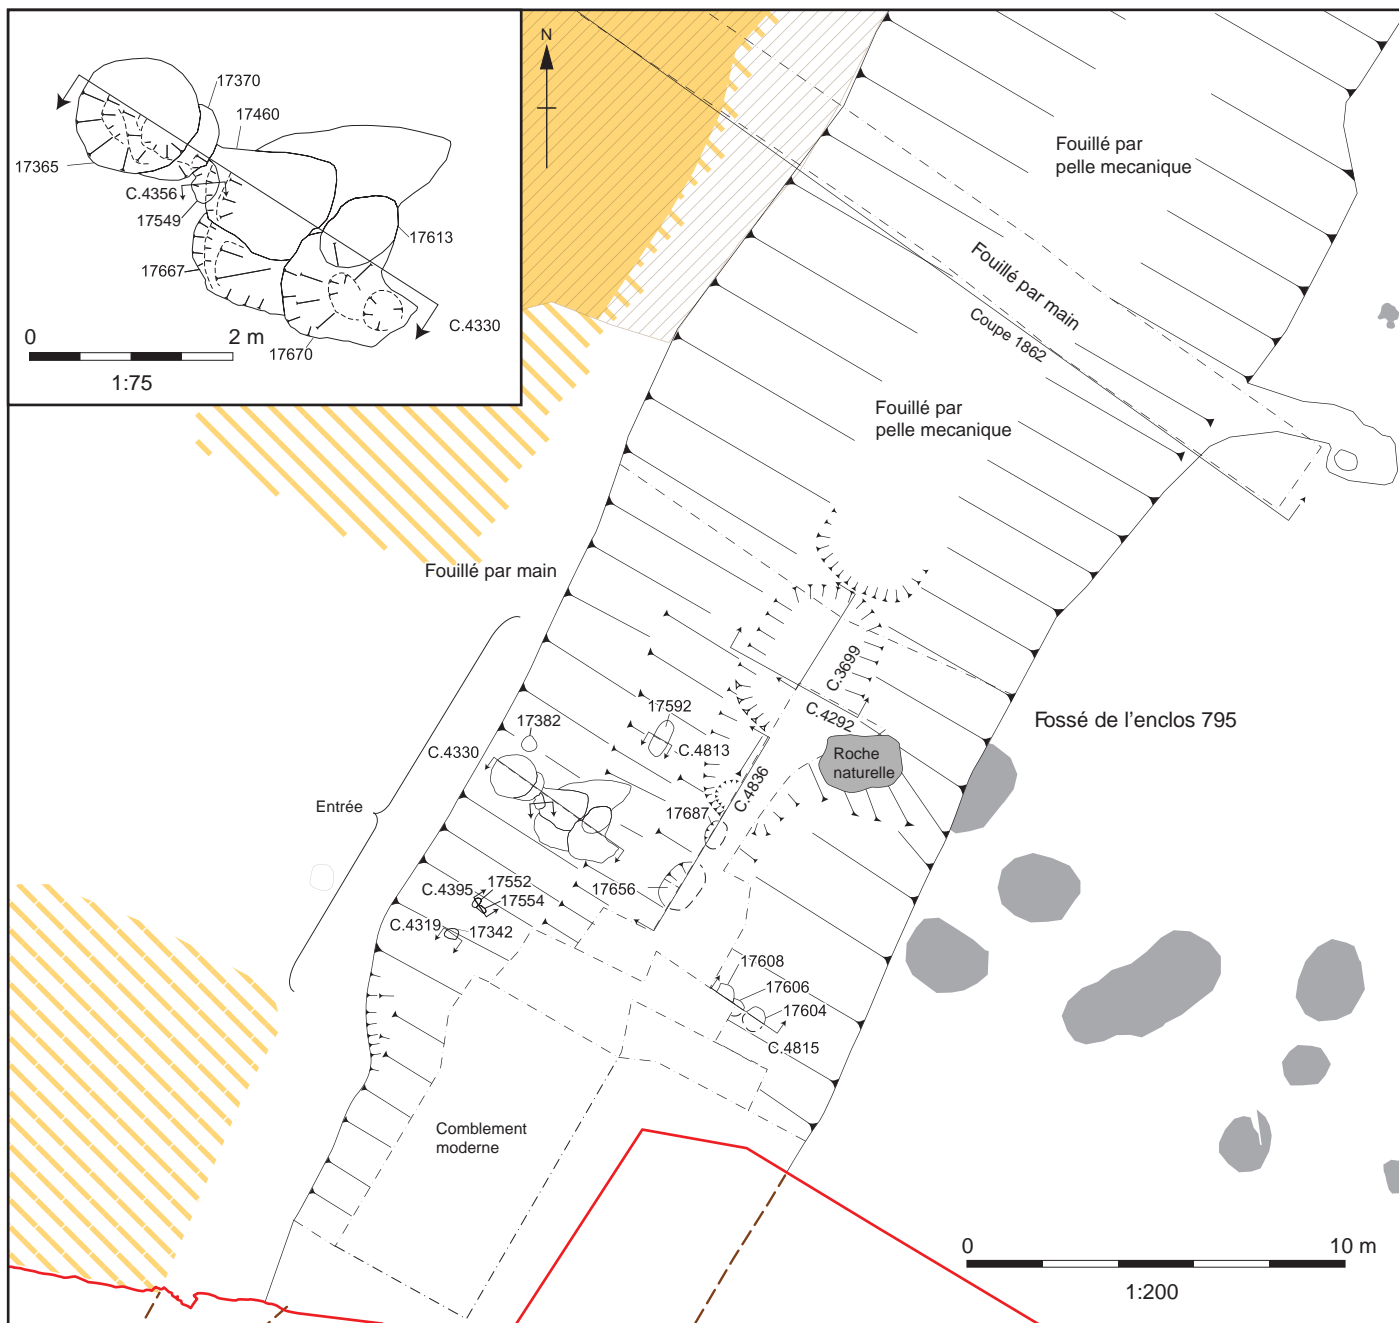 17370
17460
17365
C.4356
17549
17613
17667
C.4330
17670
0
2 m
1:75
N
Fouillé par
pelle mecanique
Fouillé par main
Coupe 1862
Fouillé par
pelle mecanique
Fouillé par main
C.3699
17592
C.4292
Fossé de l'enclos 795
17382
C.4813
C.4330
Roche
naturelle
C.4836
Entrée
17687
17552
C.4395
17656
17554
C.4319
17342
17608
17606
17604
C.4815
Comblement
moderne
0
10 m
1:200